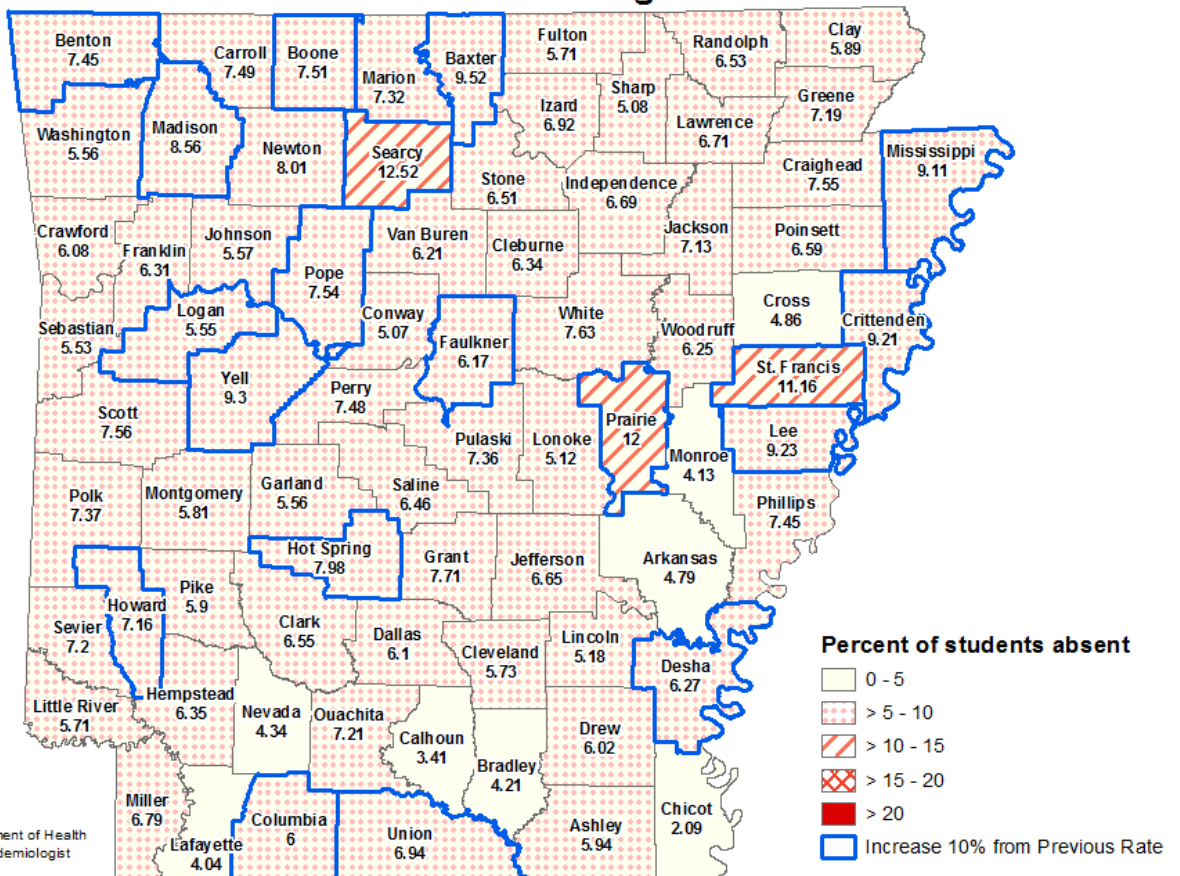 Benton
7.45
Carroll
7.49
Boone
7.51
Marion
7.32
Baxter
9.52
Fulton
5.71
Randolph
6.53
Clay
5.89
Izard
6.92
Sharp
5.08
Greene
7.19
Lawrence
6.71
Washington
5.56
Madison
8.56
Newton
8.01
Searcy
12.52
Stone
6.51
Independence
6.69
Craighead
7.55
Mississippi
9.11
Crawford
6.08
Franklin
6.31
Johnson
5.57
Pope
7.54
Van Buren
6.21
Cleburne
6.34
Jackson
7.13
Poinsett
6.59
Sebastian
5.53
Logan
5.55
Conway
5.07
Faulkner
6.17
White
7.63
Woodruff
6.25
Cross
4.86
Crittenden
9.21
Scott
7.56
Yell
9.3
Perry
7.48
Pulaski
7.36
Lonoke
5.12
Prairie
12
St. Francis
11.16
Monroe
4.13
Lee
9.23
Polk
7.37
Montgomery
5.81
Garland
5.56
Saline
6.46
Phillips
7.45
Hot Spring
7.98
Grant
7.71
Jefferson
6.65
Arkansas
4.79
Sevier
7.2
Howard
7.16
Pike
5.9
Clark
6.55
Dallas
6.1
Cleveland
5.73
Lincoln
5.18
Desha
6.27
Little River
5.71
Hempstead
6.35
Nevada
4.34
Ouachita
7.21
Calhoun
3.41
Bradley
4.21
Drew
6.02
Miller
6.79
Lafayette
4.04
Columbia
6
Union
6.94
Ashley
5.94
Chicot
2.09
Percent of students absent
0 - 5
> 5 - 10
> 10 - 15
> 15 - 20
> 20
Increase 10% from Previous Rate
ment of Health
demiologist